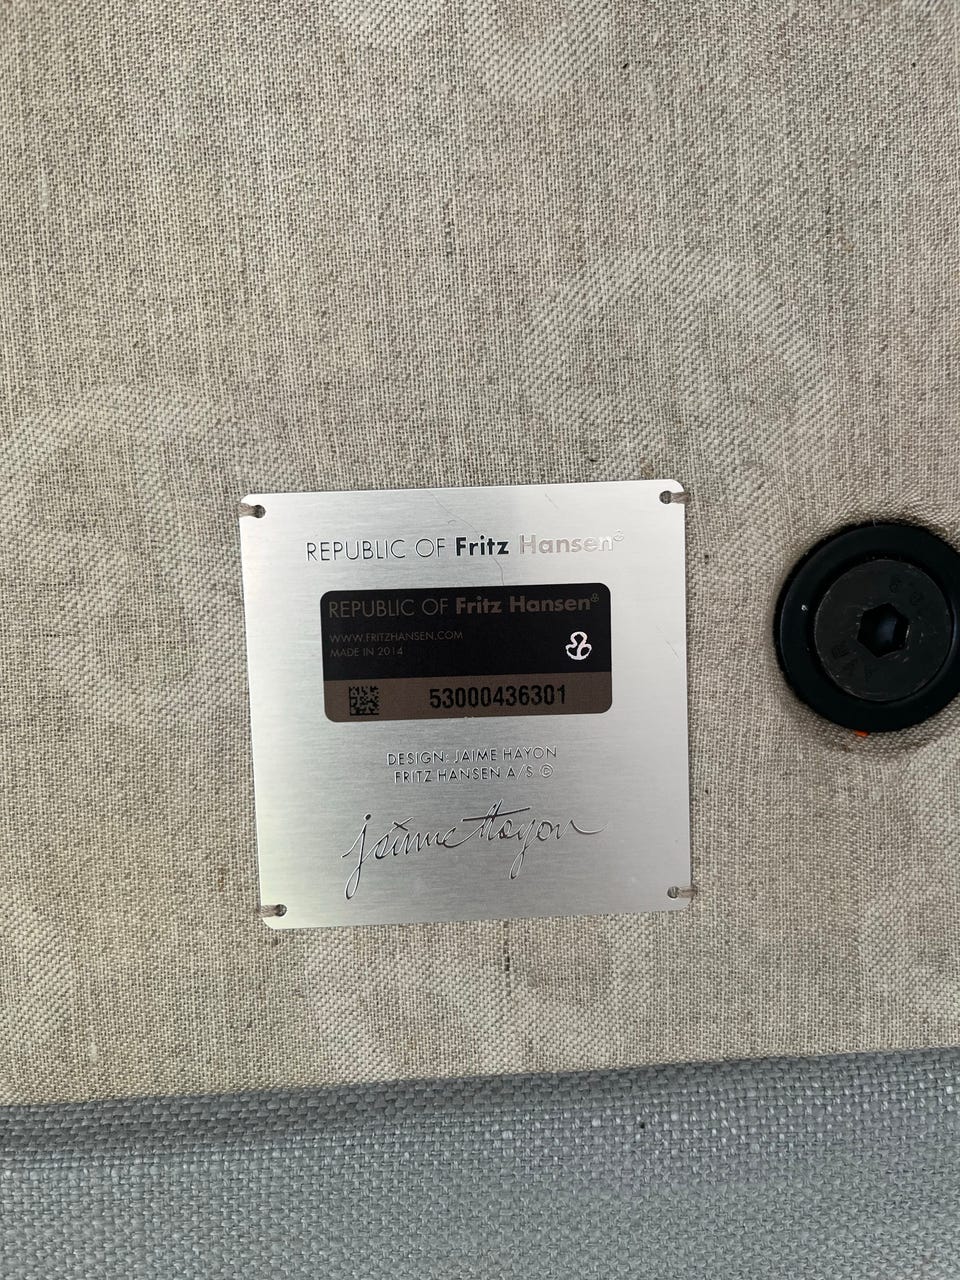 REPUBLIC OF Fritz Hansen
REPUBLIC OF Fritz Hansen
WWW.FRITZHANSEN.COM
MADE IN 2014
53000436301
DESIGN: JAIME HAYON
FRITZ HANSEN A/S ©
jaime Hayon